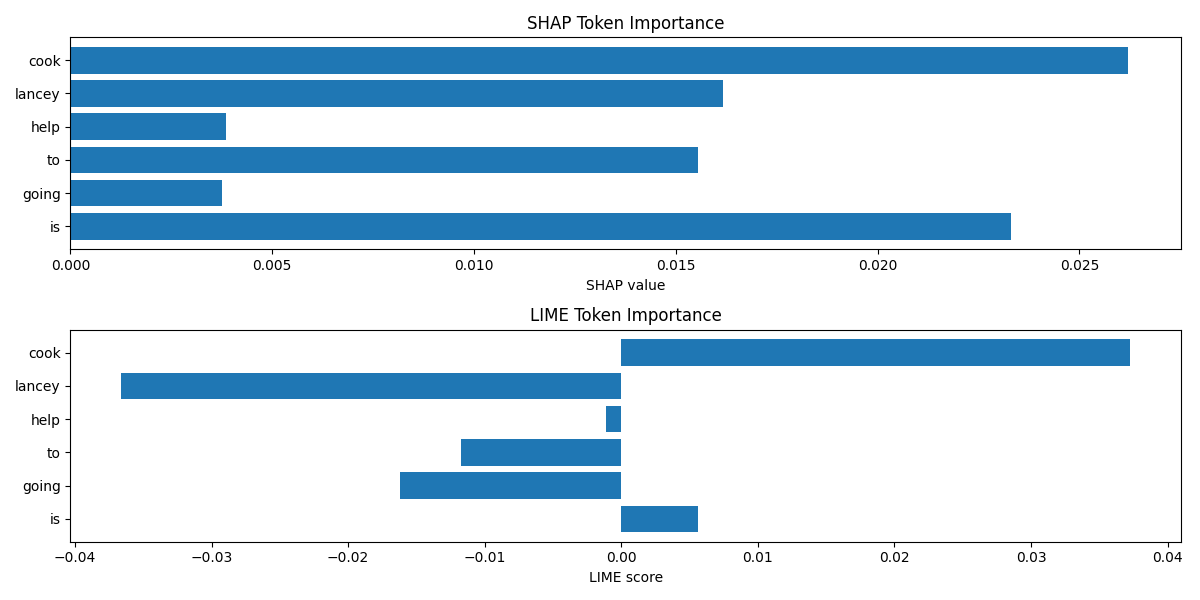 SHAP Token Importance
cook
lancey
help
to
going
is
0.000 0.005 0.010 0.015 0.020 0.025
SHAP value
LIME Token Importance
cook
lancey
help
to
going
is
−0.04 −0.03 −0.02 −0.01 0.00 0.01 0.02 0.03 0.04
LIME score